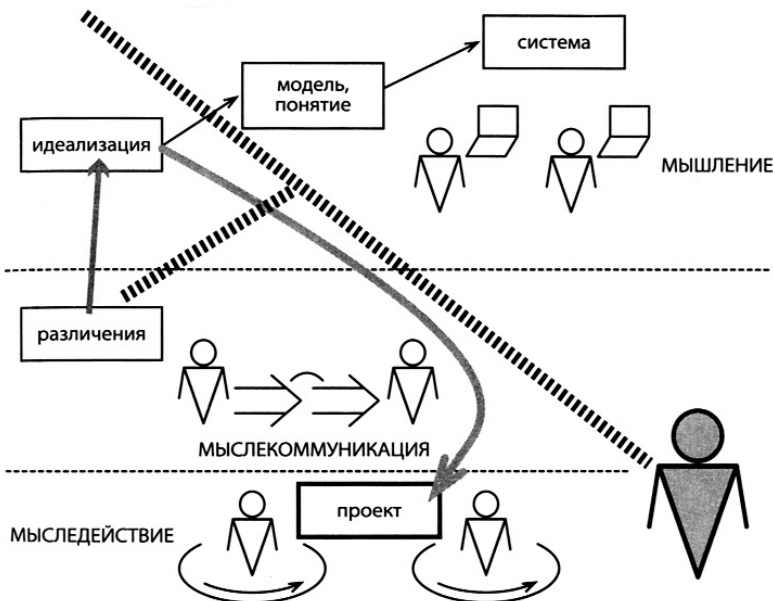 система
модель,
понятие
идеализация
МЫШЛЕНИЕ
различения
МЫСЛЕКОММУНИКАЦИЯ
проект
МЫСЛЕДЕЙСТВИЕ